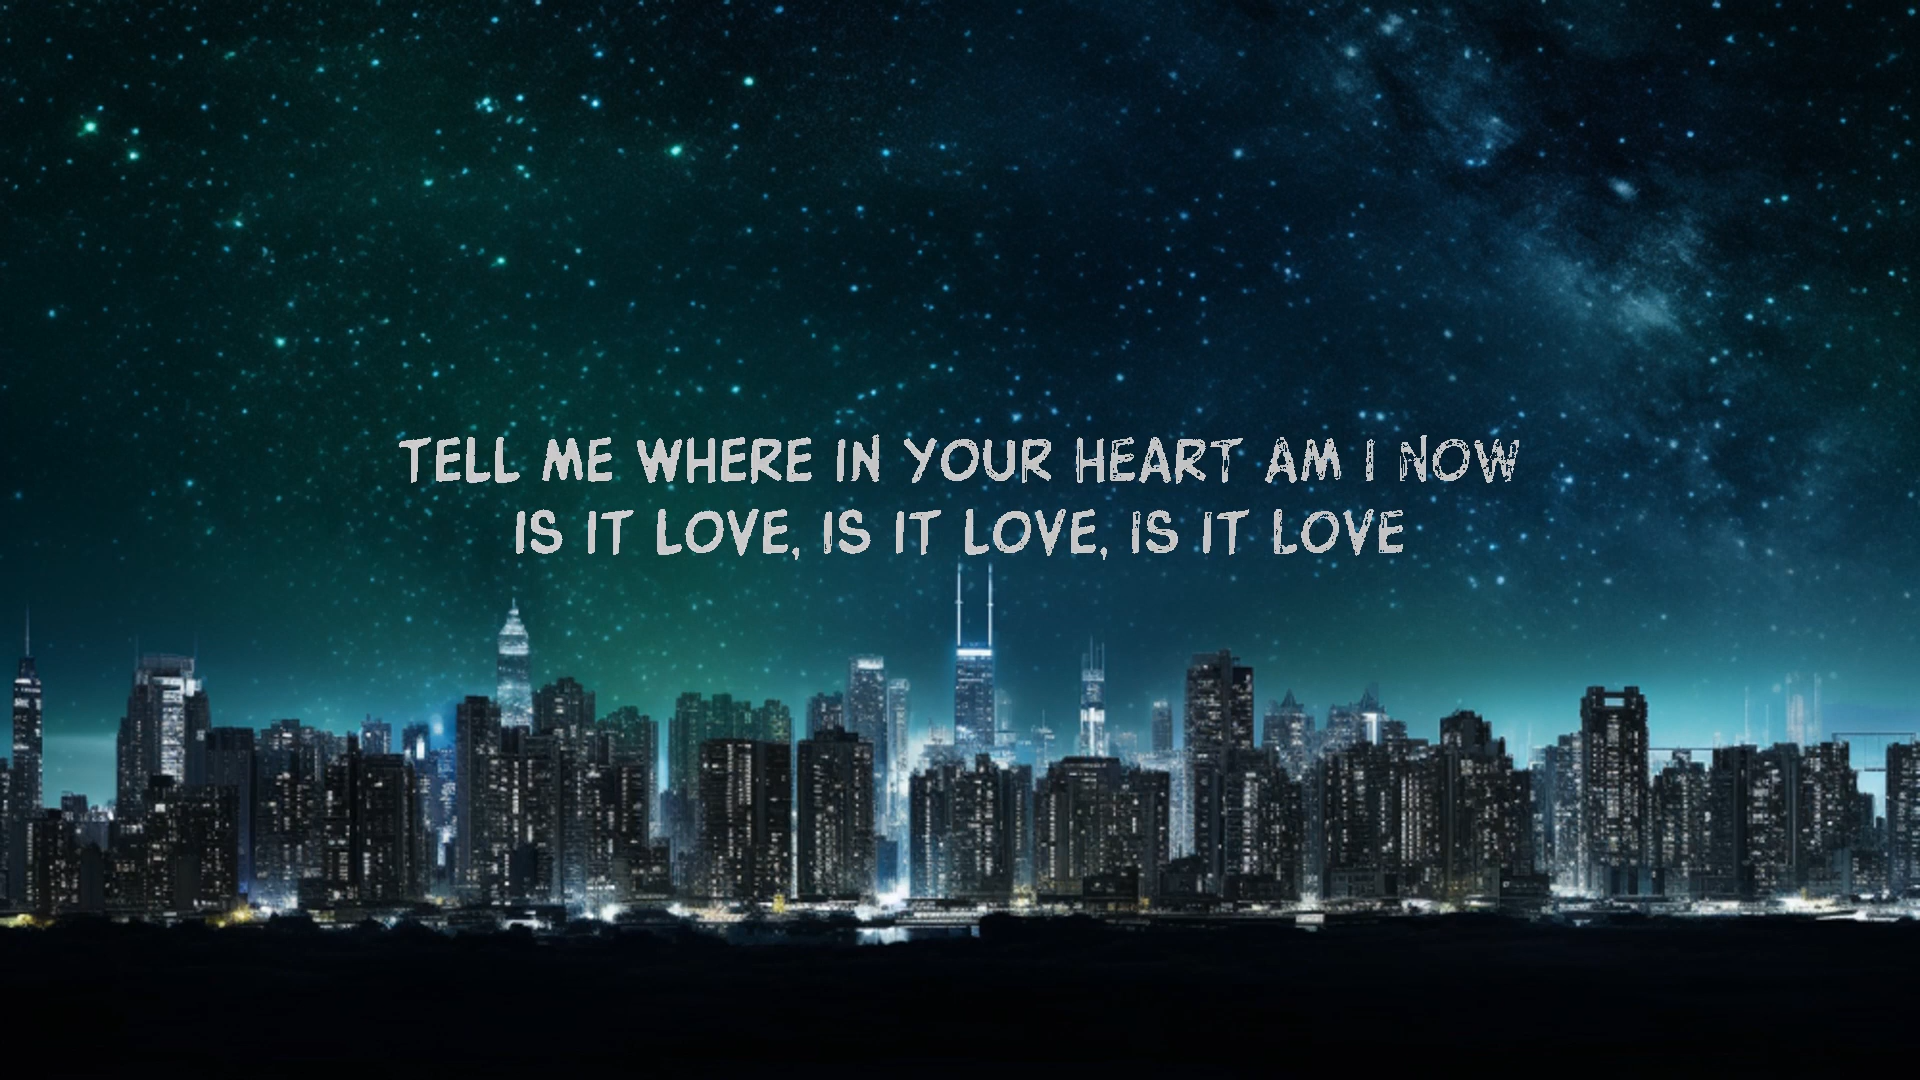 TELL ME WHERE IN YOUR HEART AM I NOW
IS IT LOVE, IS IT LOVE, IS IT LOVE